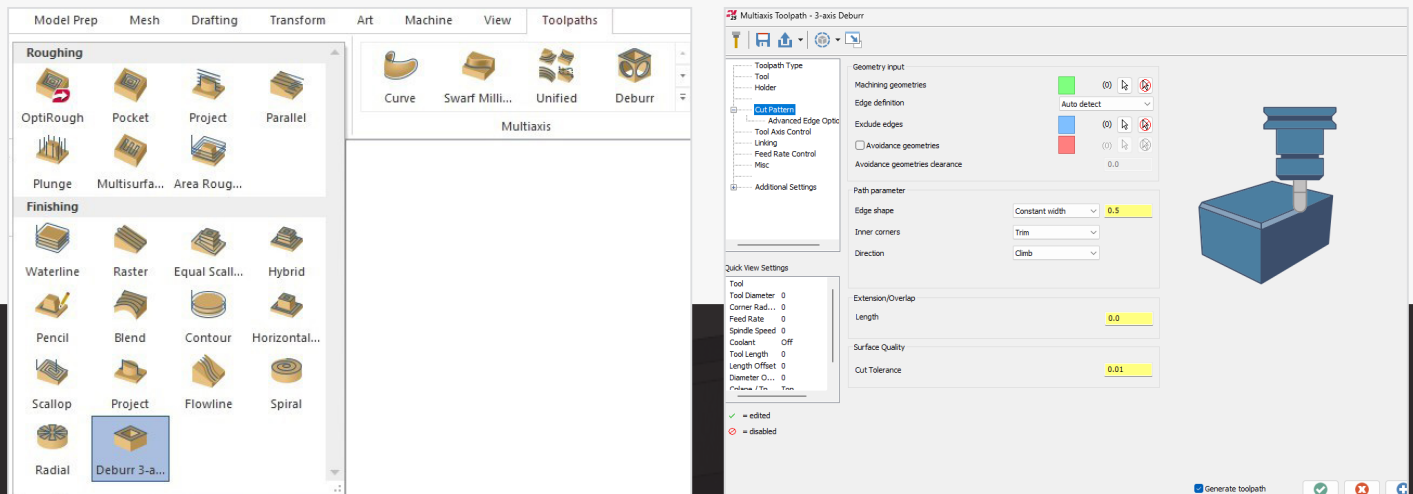 Model Prep Mesh Drafting Transform Art Machine View Toolpaths
Roughing
OptiRough Pocket Project Parallel
Plunge Multisurfa... Area Roug...
Finishing
Waterline Raster Equal Scall... Hybrid
Pencil Blend Contour Horizontal...
Scallop Project Flowline Spiral
Radial Deburr 3-a...
Curve Swarf Milli... Unified Deburr
Multiaxis
Multiaxis Toolpath - 3-axis Deburr
Toolpath Type
Tool
Holder
Cut Pattern
Advanced Edge Optic
Tool Axis Control
Linking
Feed Rate Control
Misc
Additional Settings
Quick View Settings
Tool
Tool Diameter 0
Corner Rad... 0
Feed Rate 0
Spindle Speed 0
Coolant Off
Tool Length 0
Length Offset 0
Diameter O... 0
Cplane / Tp... Top
= edited
= disabled
Geometry input
Machining geometries (0)
Edge definition Auto detect
Exclude edges (0)
Avoidance geometries (0)
Avoidance geometries clearance 0.0
Path parameter
Edge shape Constant width 0.5
Inner corners Trim
Direction Climb
Extension/Overlap
Length 0.0
Surface Quality
Cut Tolerance 0.01
Generate toolpath